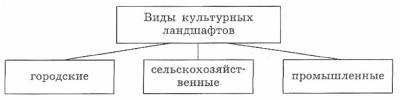 Виды культурных
ландшафтов
городские
сельскохозяйст-
венные
промышленные